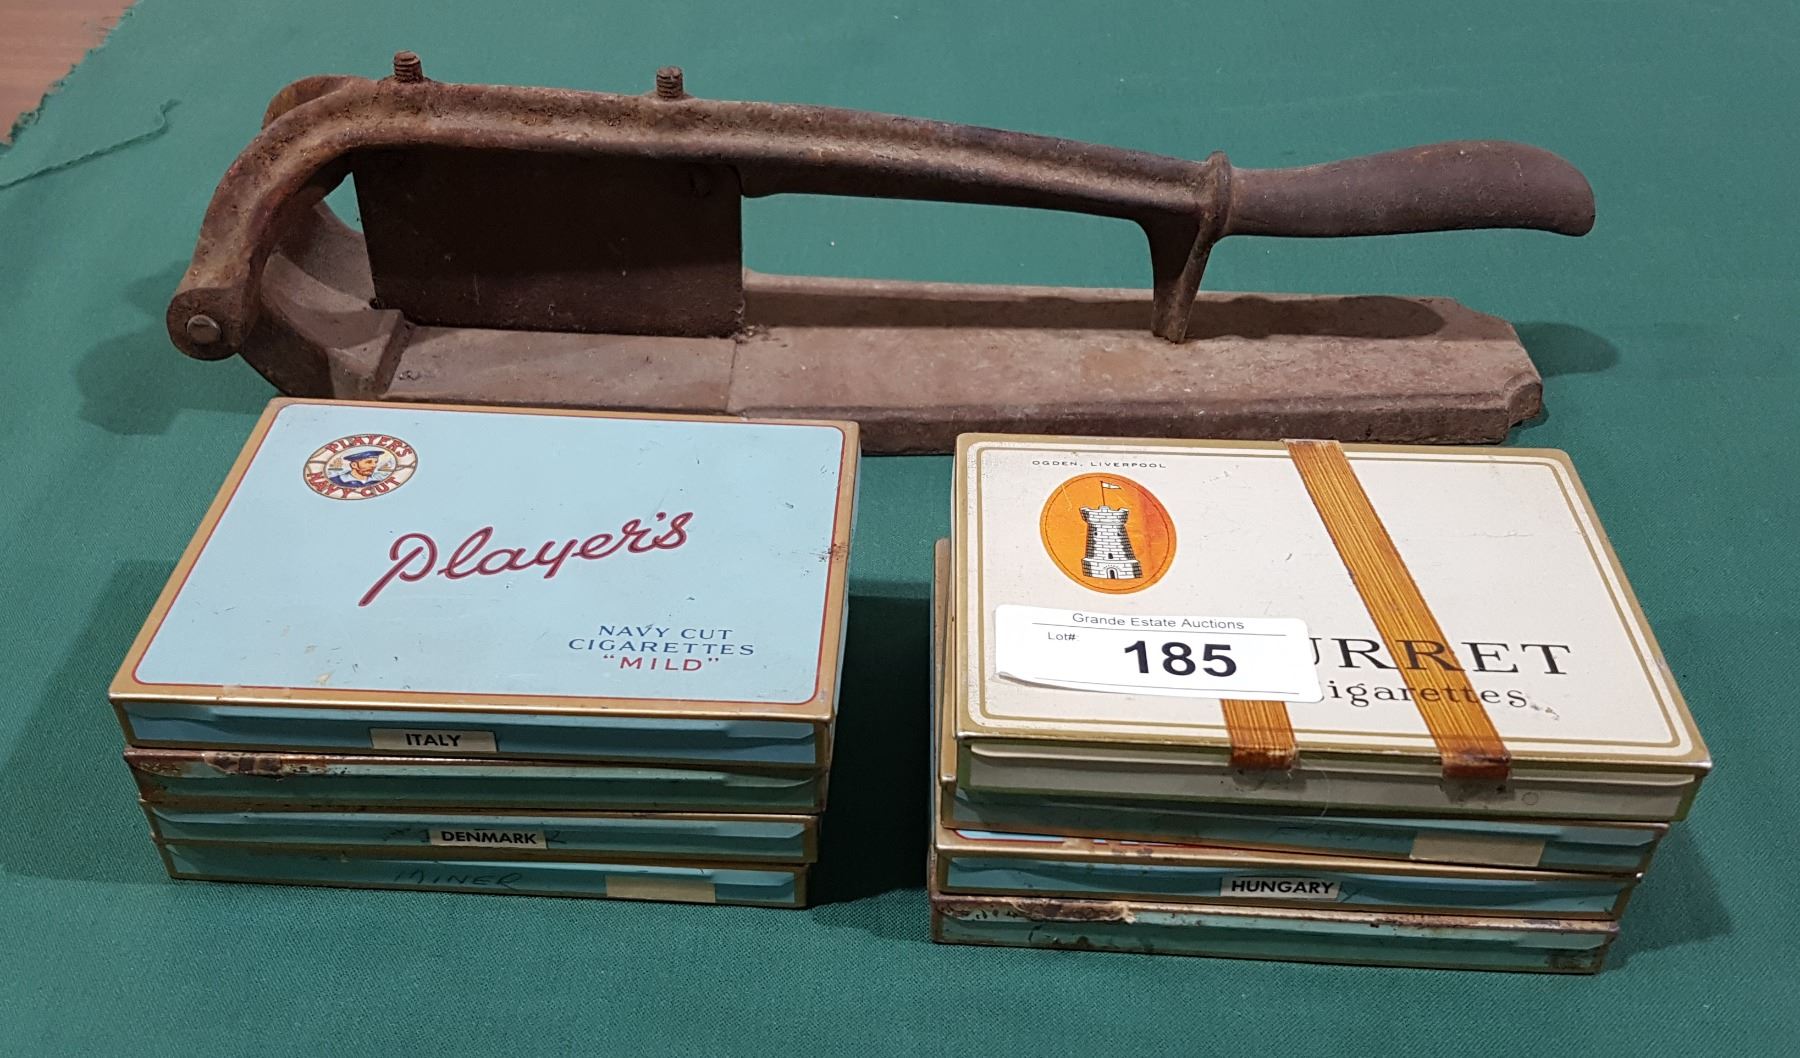 PLAYER'S
NAVY CUT
Player's
NAVY CUT
CIGARETTES
"MILD"
ITALY
DENMARK
MINER
OGDEN, LIVERPOOL
Grande Estate Auctions
Lot#:
185
URRET
igarettes
HUNGARY